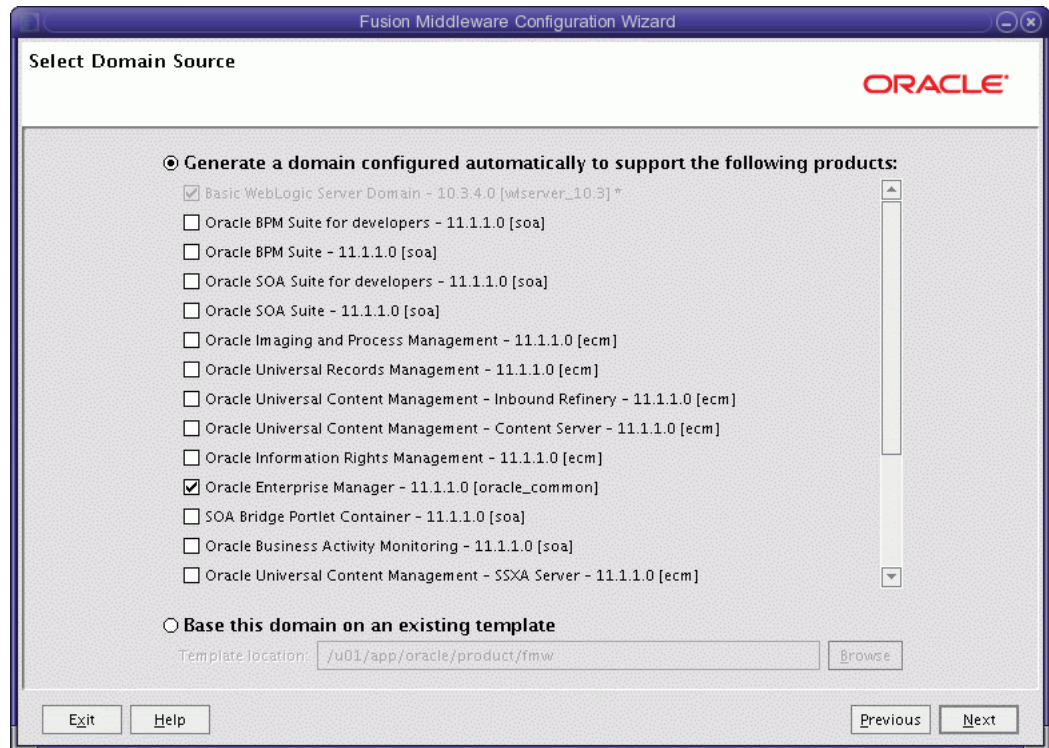 Fusion Middleware Configuration Wizard
Select Domain Source
ORACLE
Generate a domain configured automatically to support the following products:
Basic WebLogic Server Domain - 10.3.4.0 [wlserver_10.3] *
Oracle BPM Suite for developers - 11.1.1.0 [soa]
Oracle BPM Suite - 11.1.1.0 [soa]
Oracle SOA Suite for developers - 11.1.1.0 [soa]
Oracle SOA Suite - 11.1.1.0 [soa]
Oracle Imaging and Process Management - 11.1.1.0 [ecm]
Oracle Universal Records Management - 11.1.1.0 [ecm]
Oracle Universal Content Management - Inbound Refinery - 11.1.1.0 [ecm]
Oracle Universal Content Management - Content Server - 11.1.1.0 [ecm]
Oracle Information Rights Management - 11.1.1.0 [ecm]
Oracle Enterprise Manager - 11.1.1.0 [oracle_common]
SOA Bridge Portlet Container - 11.1.1.0 [soa]
Oracle Business Activity Monitoring - 11.1.1.0 [soa]
Oracle Universal Content Management - SSXA Server - 11.1.1.0 [ecm]
Base this domain on an existing template
Template location: /u01/app/oracle/product/fmw Browse
Exit Help Previous Next